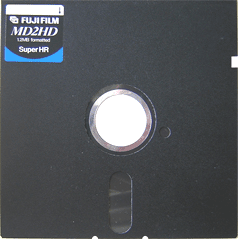 FUJI FILM
MD2HD
1.2MB formatted
Super HR